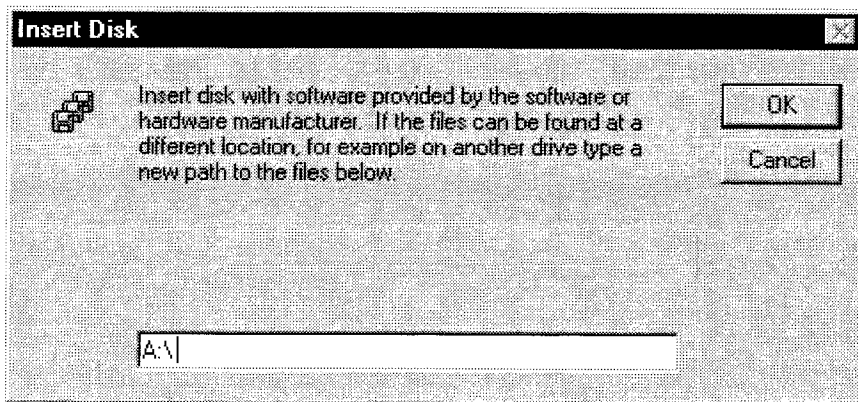 Insert Disk
Insert disk with software provided by the software or
hardware manufacturer. If the files can be found at a
different location, for example on another drive type a
new path to the files below.
OK
Cancel
A:\